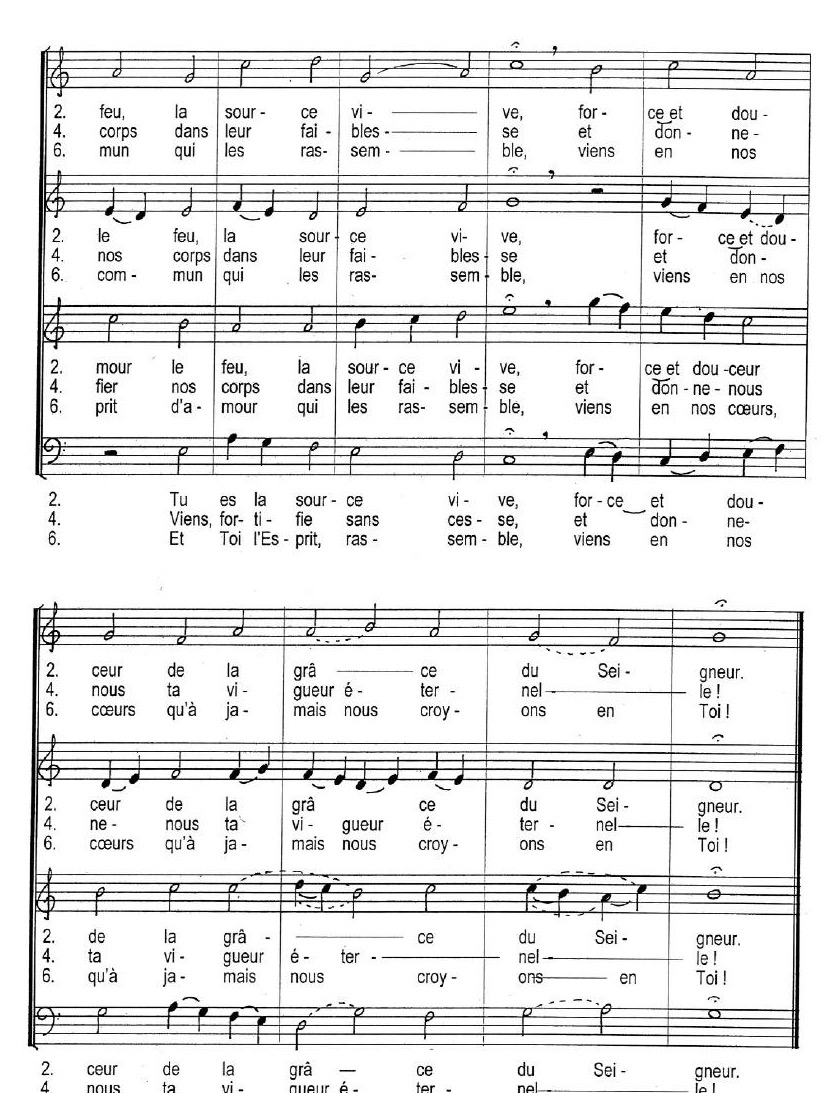 2. feu, la sour - ce vi - ve, for - ce et dou -
4. corps dans leur fai - bles - se et don - ne -
6. mun qui les ras- sem - ble, viens en nos
2. le feu, la sour - ce vi- ve, for - ce et dou -
4. nos corps dans leur fai - bles - se et don -
6. com - mun qui les ras- sem - ble, viens en nos
2. mour le feu, la sour - ce vi - ve, for - ce et dou -ceur
4. fier nos corps dans leur fai - bles - se et don - ne - nous
6. prit d'a - mour qui les ras- sem - ble, viens en nos cœurs,
2. Tu es la sour - ce vi - ve, for - ce et dou -
4. Viens, for- ti - fie sans ces - se, et don - ne-
6. Et Toi l'Es - prit, ras - sem - ble, viens en nos
2. ceur de la grâ ce du Sei - gneur.
4. nous ta vi - gueur é - ter - nel le !
6. cœurs qu'à ja - mais nous croy - ons en Toi !
2. ceur de la grâ ce du Sei - gneur.
4. ne - nous ta vi - gueur é - ter - nel le !
6. cœurs qu'à ja - mais nous croy - ons en Toi !
2. de la grâ - ce du Sei - gneur.
4. ta vi - gueur é - ter - nel le !
6. qu'à ja - mais nous croy - ons en Toi !
2. ceur de la grâ — ce du Sei - gneur.
4. nous ta vi - gueur é - ter - nel le !